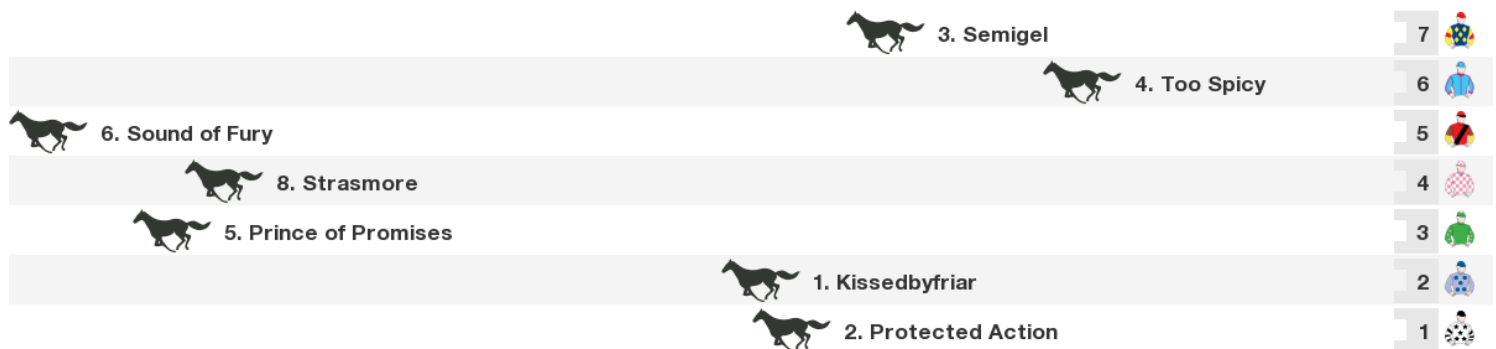 3. Semigel 7
4. Too Spicy 6
6. Sound of Fury 5
8. Strasmore 4
5. Prince of Promises 3
1. Kissedbyfriar 2
2. Protected Action 1